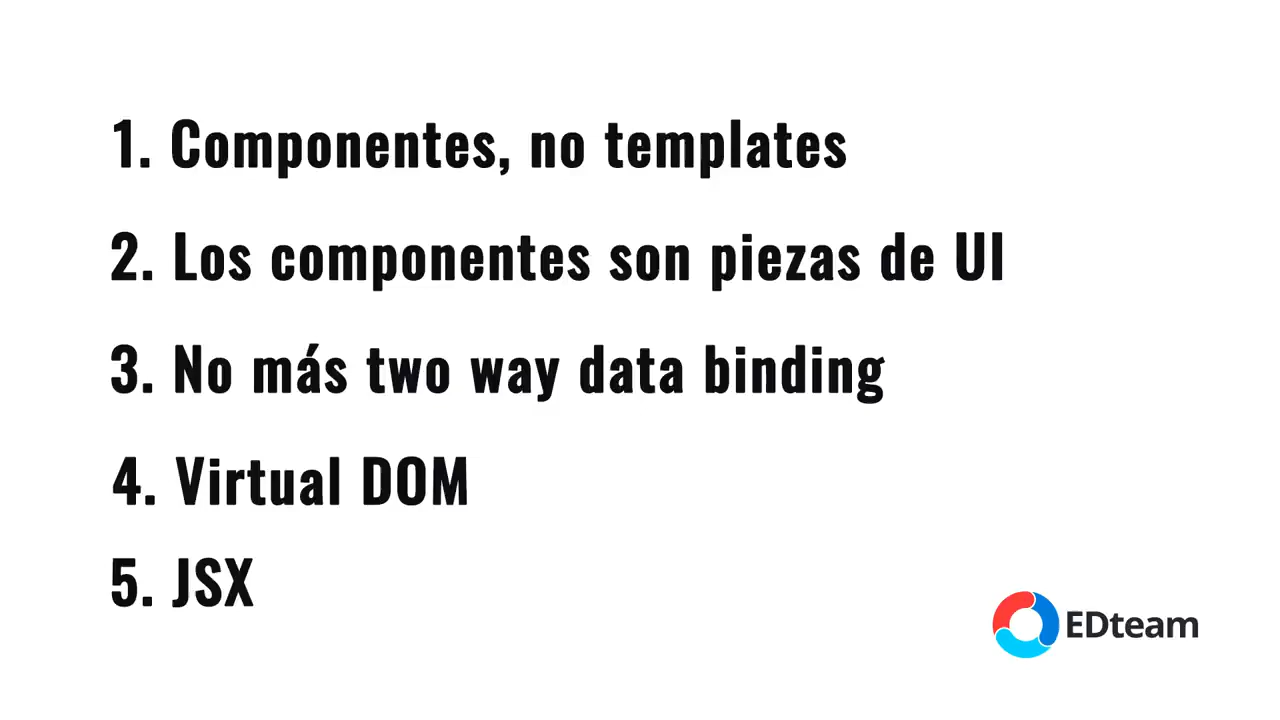 1. Componentes, no templates
2. Los componentes son piezas de UI
3. No más two way data binding
4. Virtual DOM
5. JSX
EDteam